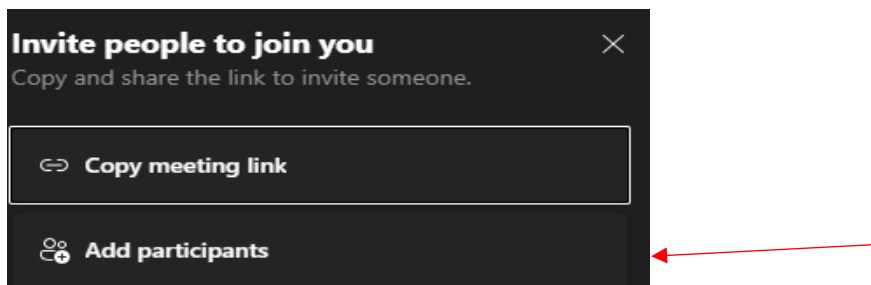 Invite people to join you
Copy and share the link to invite someone.
Copy meeting link
Add participants